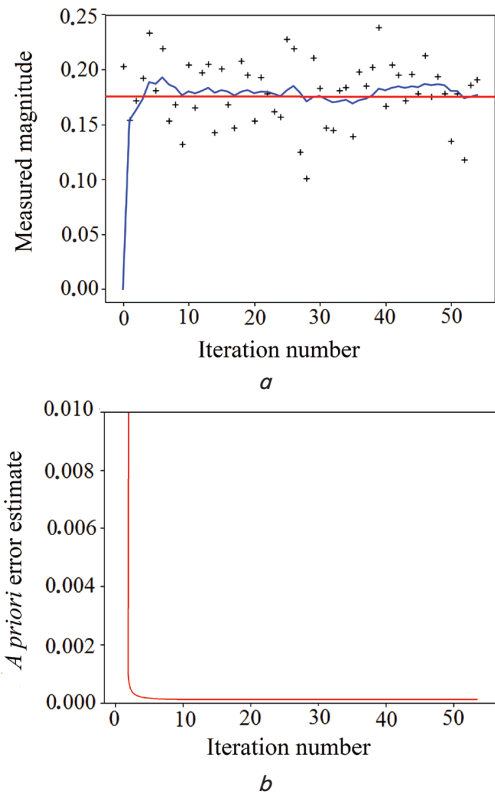 0.25
0.20
0.15
0.10
0.05
0.00
Measured magnitude
0 10 20 30 40 50
Iteration number
a
0.010
0.008
0.006
0.004
0.002
0.000
A priori error estimate
0 10 20 30 40 50
Iteration number
b